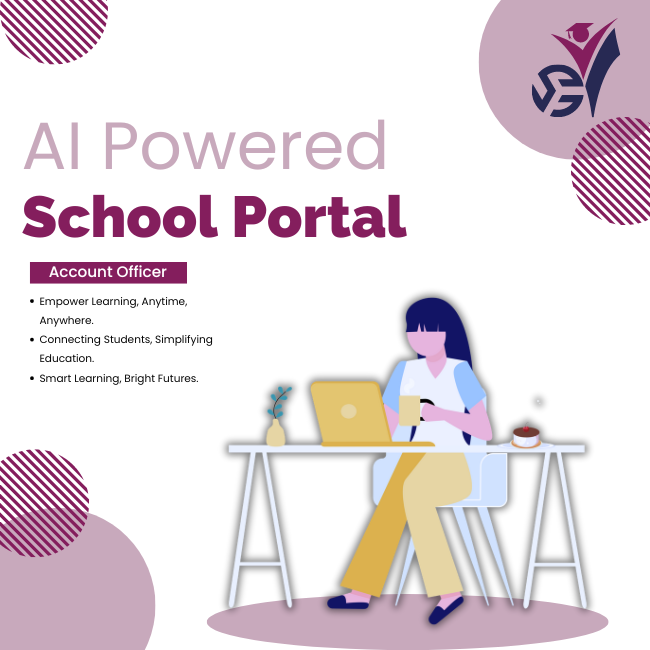 AI Powered
School Portal
Account Officer
• Empower Learning, Anytime,
Anywhere.
• Connecting Students, Simplifying
Education.
• Smart Learning, Bright Futures.